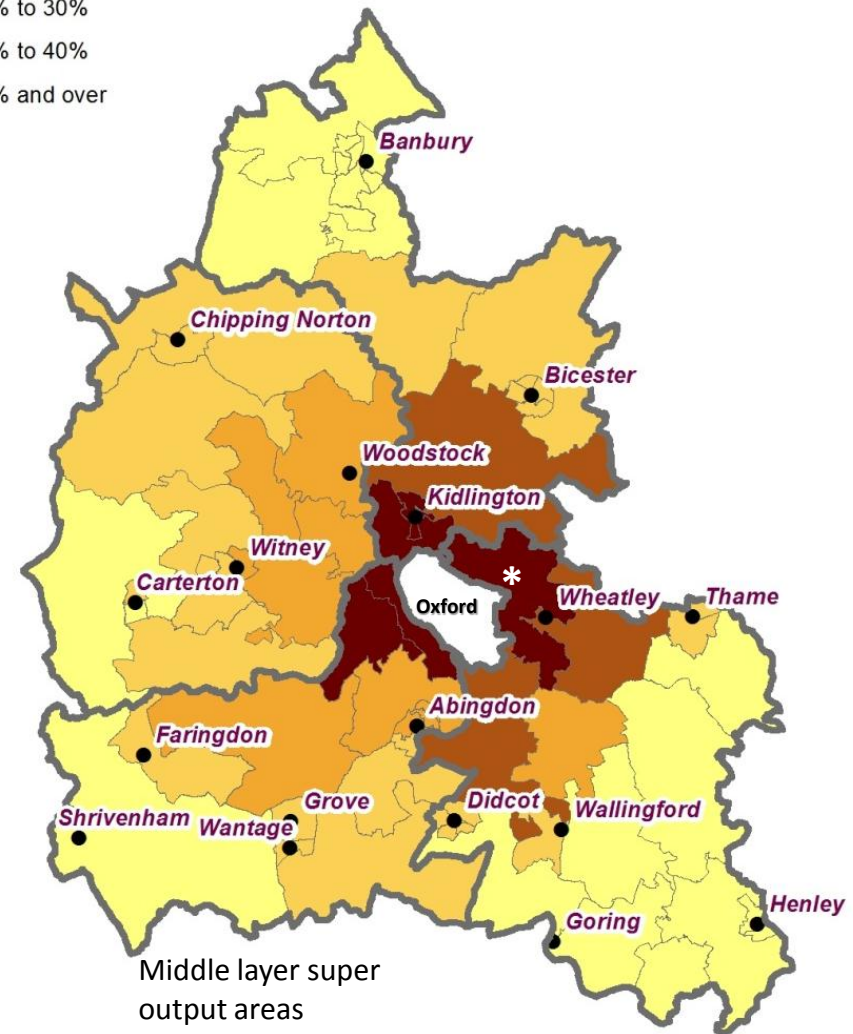 % to 30%
% to 40%
% and over
Banbury
Chipping Norton
Bicester
Woodstock
Kidlington
Witney
*
Carterton
Oxford
Wheatley
Thame
Abingdon
Faringdon
Grove
Didcot
Shrivenham
Wantage
Wallingford
Henley
Goring
Middle layer super
output areas